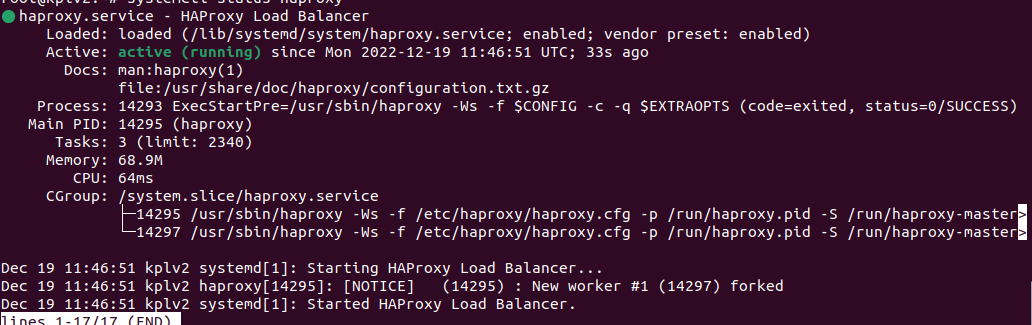 root@kplv2:~# systemctl status haproxy
haproxy.service - HAProxy Load Balancer
Loaded: loaded (/lib/systemd/system/haproxy.service; enabled; vendor preset: enabled)
Active: active (running) since Mon 2022-12-19 11:46:51 UTC; 33s ago
Docs: man:haproxy(1)
file:/usr/share/doc/haproxy/configuration.txt.gz
Process: 14293 ExecStartPre=/usr/sbin/haproxy -Ws -f $CONFIG -c -q $EXTRAOPTS (code=exited, status=0/SUCCESS)
Main PID: 14295 (haproxy)
Tasks: 3 (limit: 2340)
Memory: 68.9M
CPU: 64ms
CGroup: /system.slice/haproxy.service
├─14295 /usr/sbin/haproxy -Ws -f /etc/haproxy/haproxy.cfg -p /run/haproxy.pid -S /run/haproxy-master>
└─14297 /usr/sbin/haproxy -Ws -f /etc/haproxy/haproxy.cfg -p /run/haproxy.pid -S /run/haproxy-master>
Dec 19 11:46:51 kplv2 systemd[1]: Starting HAProxy Load Balancer...
Dec 19 11:46:51 kplv2 haproxy[14295]: [NOTICE] (14295) : New worker #1 (14297) forked
Dec 19 11:46:51 kplv2 systemd[1]: Started HAProxy Load Balancer.
lines 1-17/17 (END)